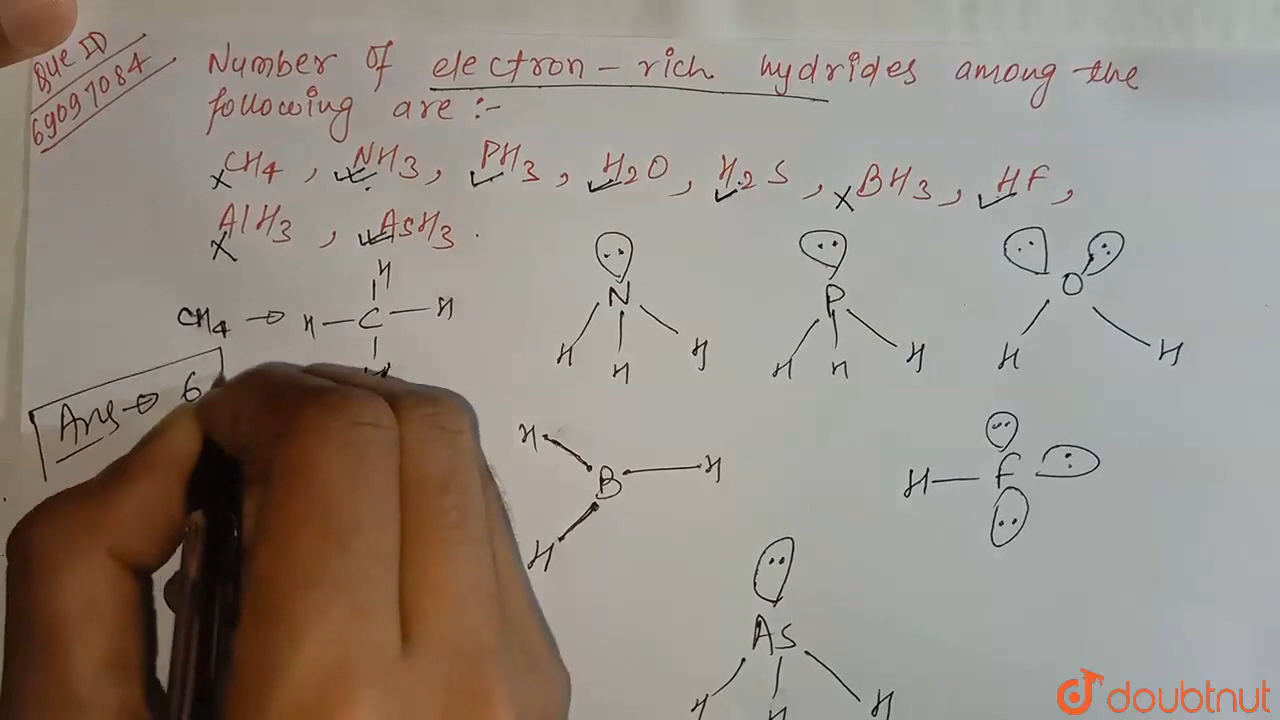 Que ID
69097084
Number of electron-rich hydrides among the
following are :-
CH4 , NH3 , PH3 , H2O , H2S , BH3 , HF ,
AlH3 , AsH3 .
H
CH4 → H — C — H
H
N
H H H
P
H H H
O
H H
Ans → 6
H
B — H
H
H — F
As
H H H
doubtnut